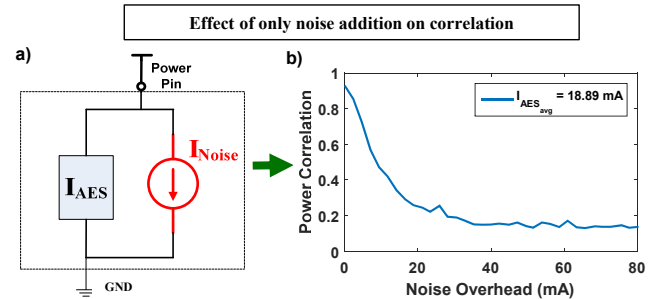 Effect of only noise addition on correlation
a)
Power
Pin
I_Noise
I_AES
GND
b)
Power Correlation
1
0.8
0.6
0.4
0.2
0
I_AES_avg = 18.89 mA
0 20 40 60 80
Noise Overhead (mA)